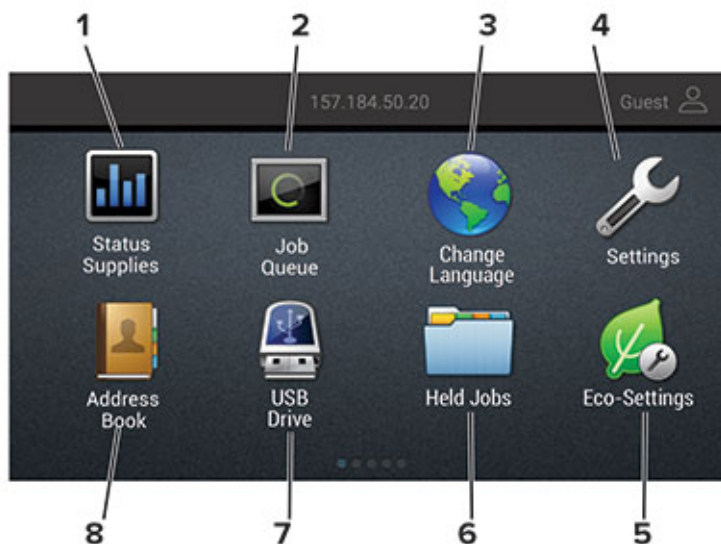 1 2 3 4
157.184.50.20 Guest
Status
Supplies
Job
Queue
Change
Language
Settings
Address
Book
USB
Drive
Held Jobs
Eco-Settings
8 7 6 5